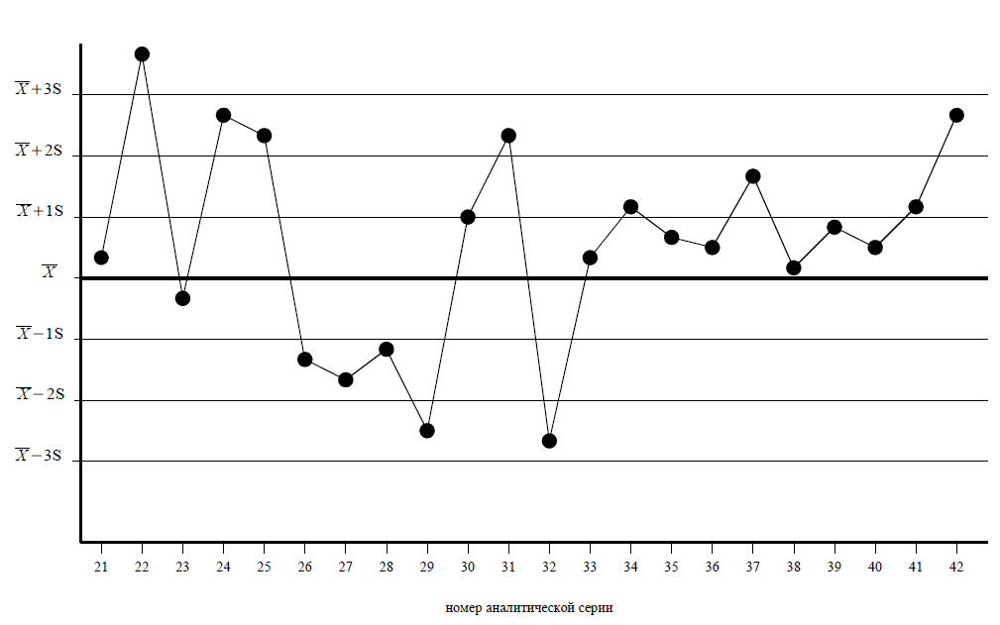 X̅+3S
X̅+2S
X̅+1S
X̅
X̅−1S
X̅−2S
X̅−3S
21 22 23 24 25 26 27 28 29 30 31 32 33 34 35 36 37 38 39 40 41 42
номер аналитической серии